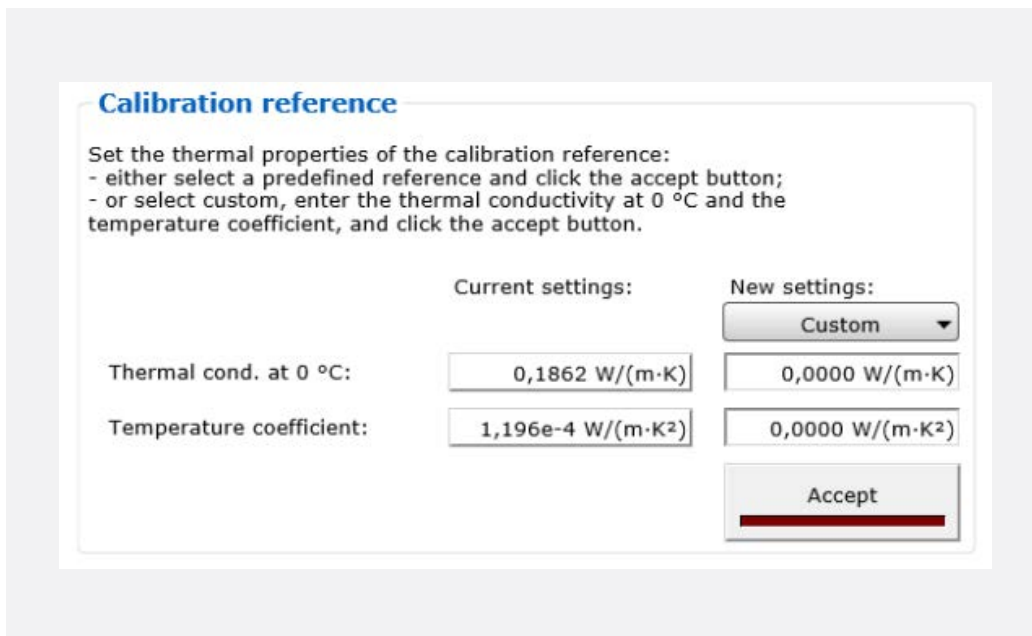 Calibration reference
Set the thermal properties of the calibration reference:
- either select a predefined reference and click the accept button;
- or select custom, enter the thermal conductivity at 0 ºC and the
temperature coefficient, and click the accept button.
Current settings: New settings:
Custom
Thermal cond. at 0 ºC: 0,1862 W/(m·K) 0,0000 W/(m·K)
Temperature coefficient: 1,196e-4 W/(m·K²) 0,0000 W/(m·K²)
Accept